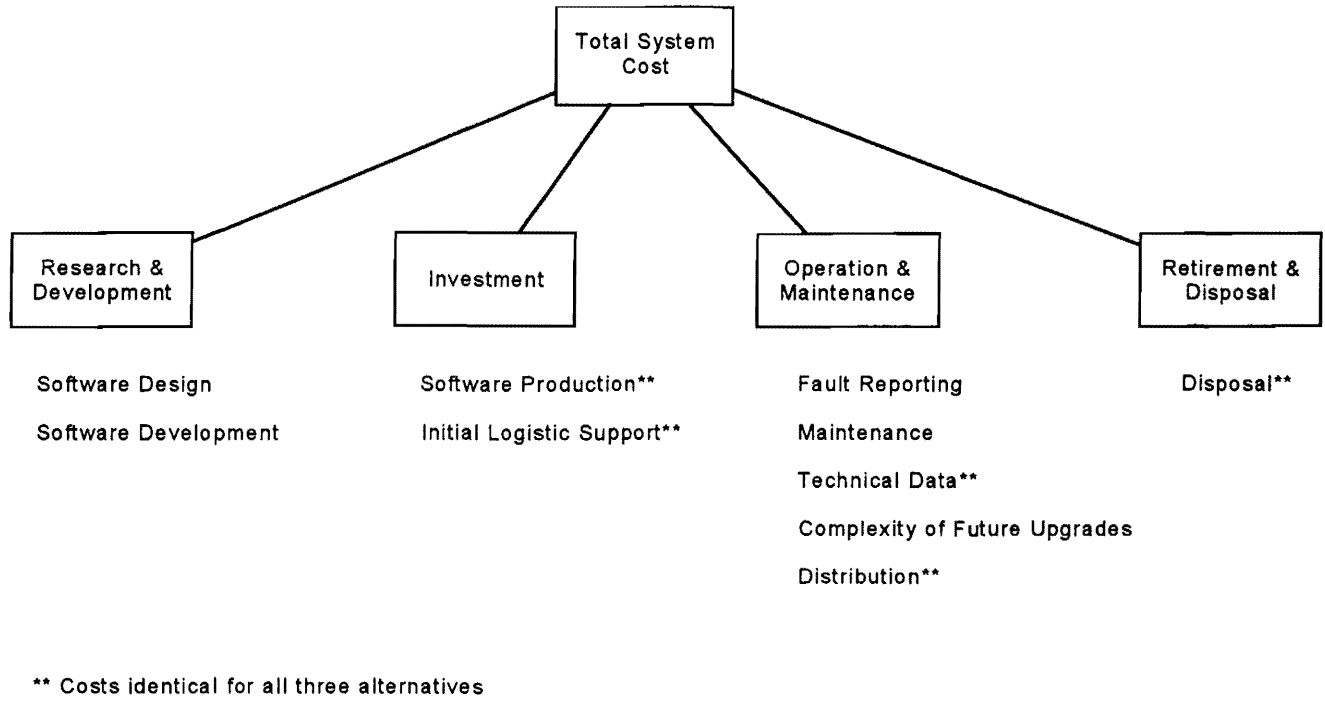 Total System
Cost
Research &
Development
Investment
Operation &
Maintenance
Retirement &
Disposal
Software Design
Software Development
Software Production**
Initial Logistic Support**
Fault Reporting
Maintenance
Technical Data**
Complexity of Future Upgrades
Distribution**
Disposal**
** Costs identical for all three alternatives